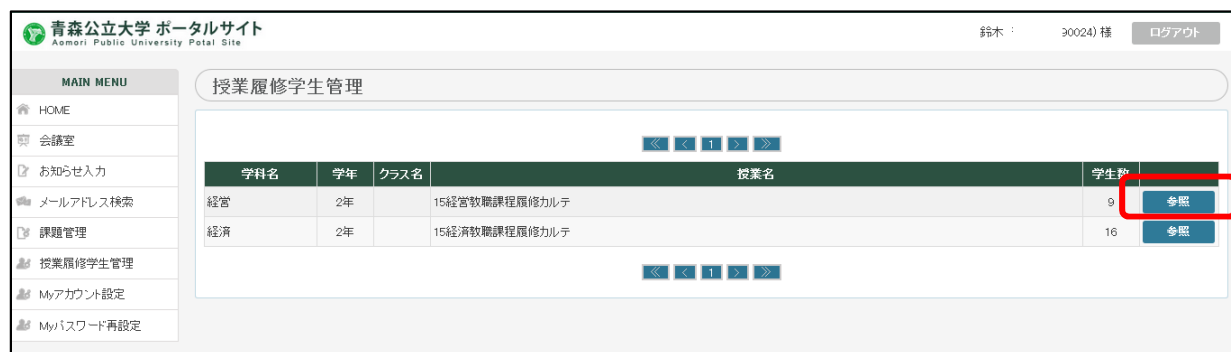 青森公立大学 ポータルサイト
Aomori Public University Potal Site
鈴木 : 90024) 様 ログアウト
MAIN MENU
授業履修学生管理
HOME
会議室
お知らせ入力
メールアドレス検索
課題管理
授業履修学生管理
Myアカウント設定
Myパスワード再設定
≪ < 1 > ≫
学科名 学年 クラス名 授業名 学生数
経営 2年 15経営教職課程履修カルテ 9 参照
経済 2年 15経済教職課程履修カルテ 16 参照
≪ < 1 > ≫